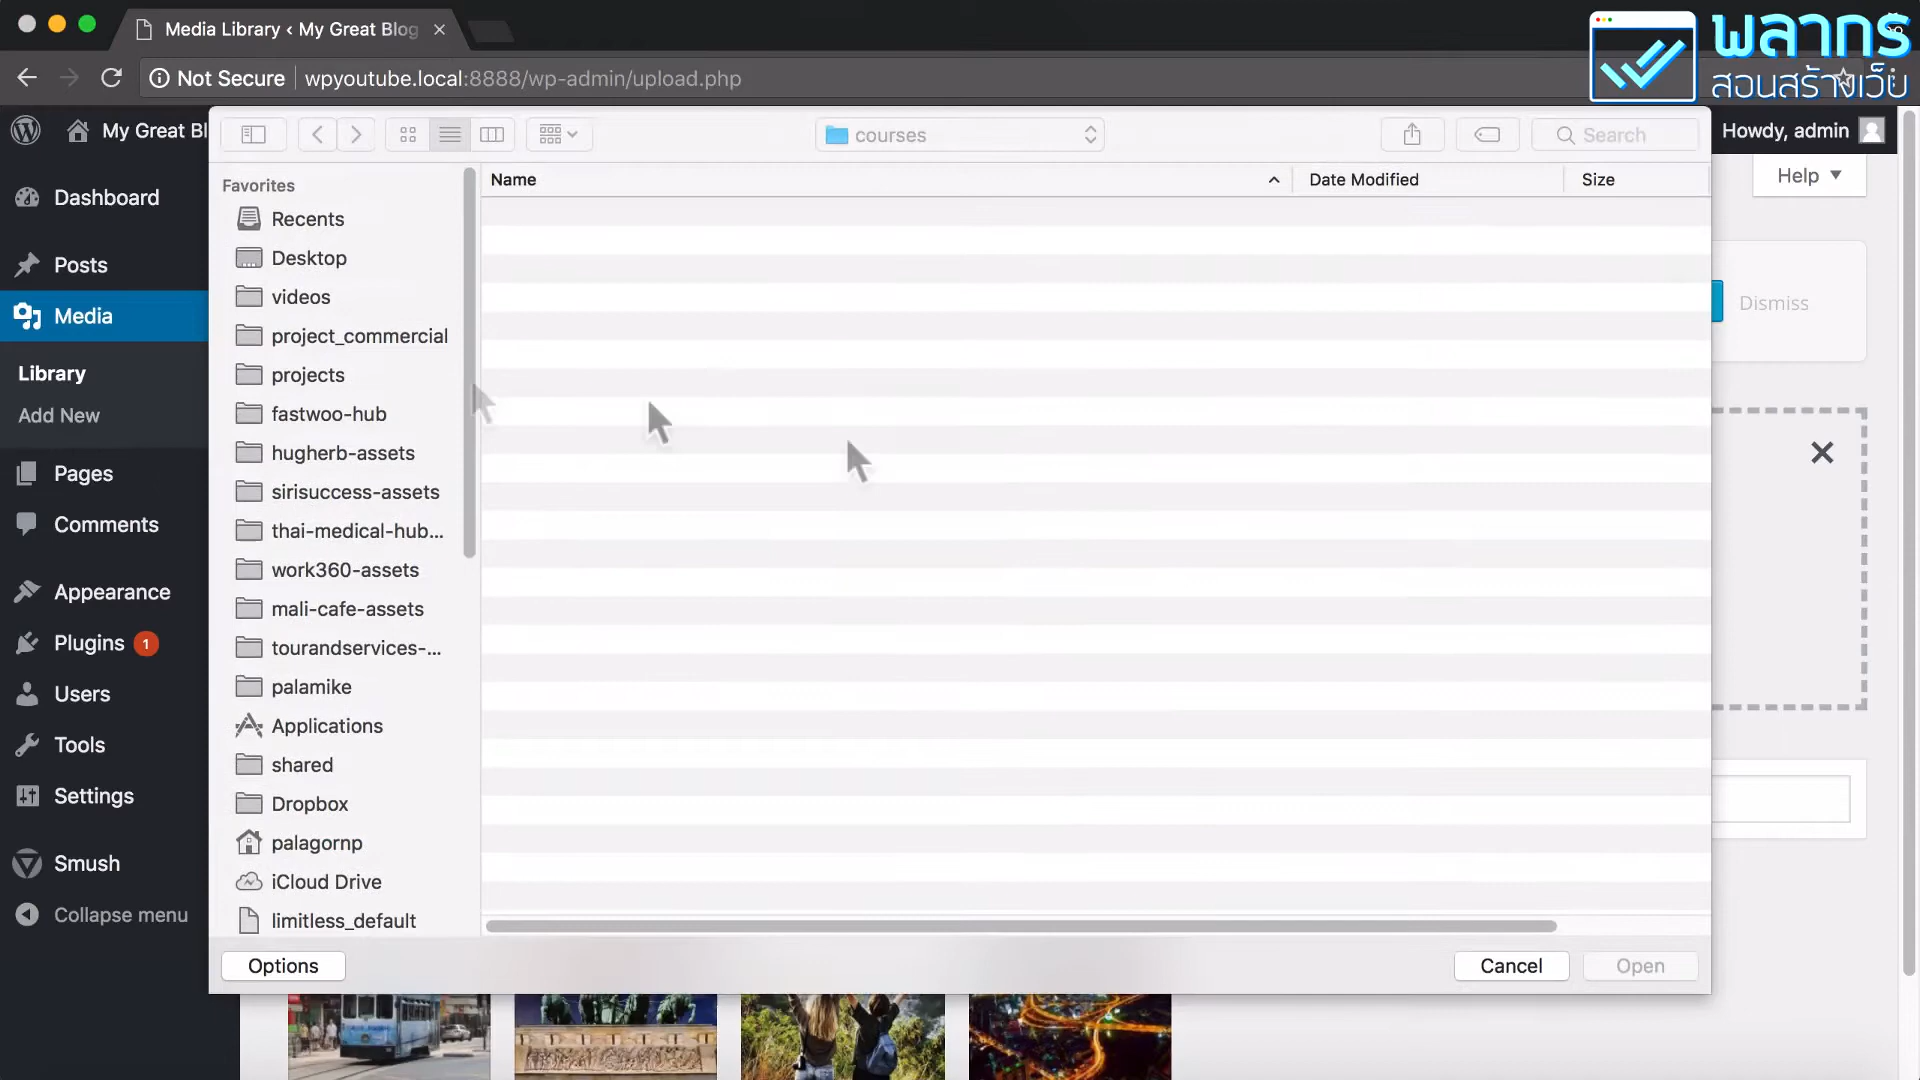 Media Library ‹ My Great Blog
Not Secure
wpyoutube.local:8888/wp-admin/upload.php
พลากร
สอนสร้างเว็บ
My Great Bl
Howdy, admin
Help
Dashboard
Posts
Media
Library
Add New
Pages
Comments
Appearance
Plugins 1
Users
Tools
Settings
Smush
Collapse menu
courses
Search
Favorites
Recents
Desktop
videos
project_commercial
projects
fastwoo-hub
hugherb-assets
sirisuccess-assets
thai-medical-hub...
work360-assets
mali-cafe-assets
tourandservices-...
palamike
Applications
shared
Dropbox
palagornp
iCloud Drive
limitless_default
Name
Date Modified
Size
Dismiss
Options
Cancel
Open